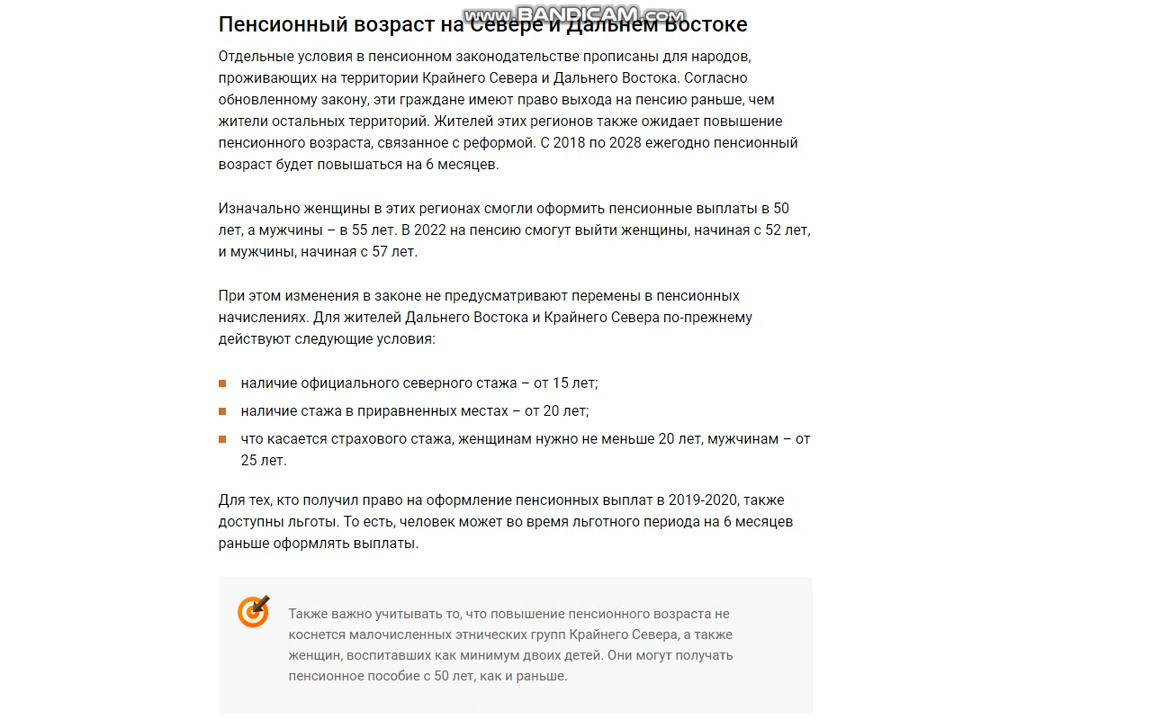 www.BANDICAM.com
Пенсионный возраст на Севере и Дальнем Востоке
Отдельные условия в пенсионном законодательстве прописаны для народов,
проживающих на территории Крайнего Севера и Дальнего Востока. Согласно
обновленному закону, эти граждане имеют право выхода на пенсию раньше, чем
жители остальных территорий. Жителей этих регионов также ожидает повышение
пенсионного возраста, связанное с реформой. С 2018 по 2028 ежегодно пенсионный
возраст будет повышаться на 6 месяцев.
Изначально женщины в этих регионах смогли оформить пенсионные выплаты в 50
лет, а мужчины – в 55 лет. В 2022 на пенсию смогут выйти женщины, начиная с 52 лет,
и мужчины, начиная с 57 лет.
При этом изменения в законе не предусматривают перемены в пенсионных
начислениях. Для жителей Дальнего Востока и Крайнего Севера по-прежнему
действуют следующие условия:
наличие официального северного стажа – от 15 лет;
наличие стажа в приравненных местах – от 20 лет;
что касается страхового стажа, женщинам нужно не меньше 20 лет, мужчинам – от
25 лет.
Для тех, кто получил право на оформление пенсионных выплат в 2019-2020, также
доступны льготы. То есть, человек может во время льготного периода на 6 месяцев
раньше оформлять выплаты.
Также важно учитывать то, что повышение пенсионного возраста не
коснется малочисленных этнических групп Крайнего Севера, а также
женщин, воспитавших как минимум двоих детей. Они могут получать
пенсионное пособие с 50 лет, как и раньше.